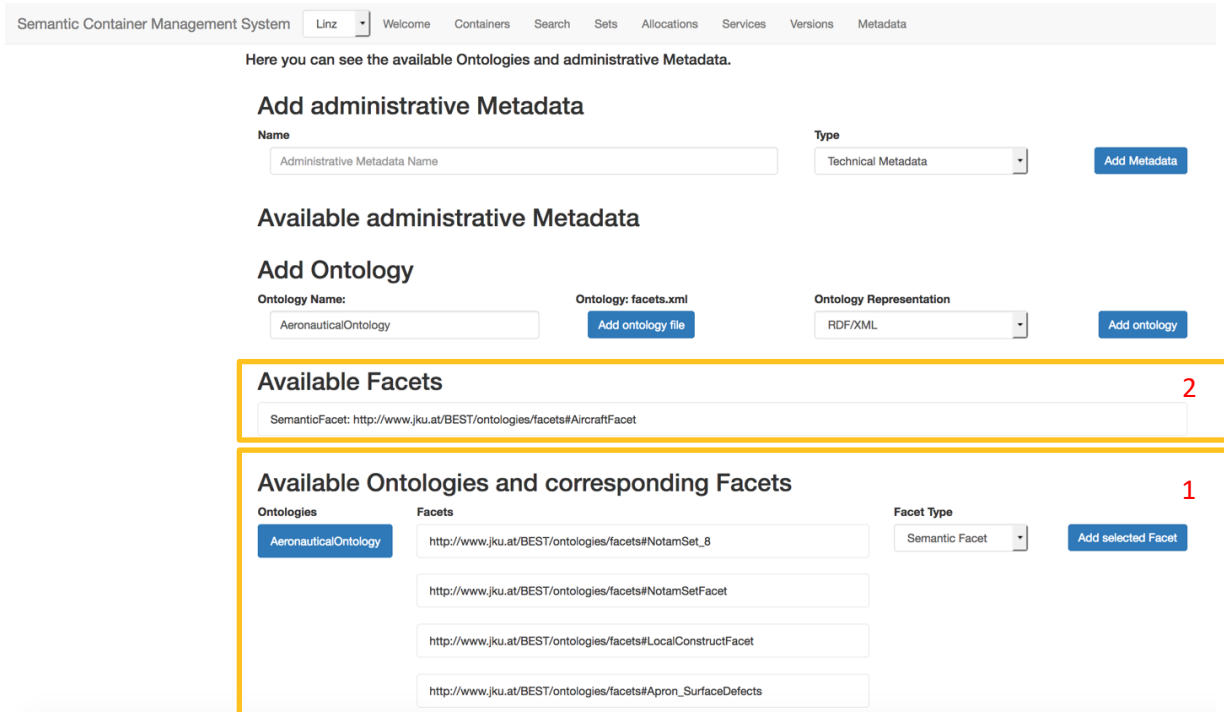 Semantic Container Management System Linz Welcome Containers Search Sets Allocations Services Versions Metadata
Here you can see the available Ontologies and administrative Metadata.
Add administrative Metadata
Name Type
Administrative Metadata Name Technical Metadata Add Metadata
Available administrative Metadata
Add Ontology
Ontology Name: Ontology: facets.xml Ontology Representation
AeronauticalOntology Add ontology file RDF/XML Add ontology
Available Facets 2
SemanticFacet: http://www.jku.at/BEST/ontologies/facets#AircraftFacet
Available Ontologies and corresponding Facets 1
Ontologies Facets Facet Type
AeronauticalOntology http://www.jku.at/BEST/ontologies/facets#NotamSet_8 Semantic Facet Add selected Facet
http://www.jku.at/BEST/ontologies/facets#NotamSetFacet
http://www.jku.at/BEST/ontologies/facets#LocalConstructFacet
http://www.jku.at/BEST/ontologies/facets#Apron_SurfaceDefects